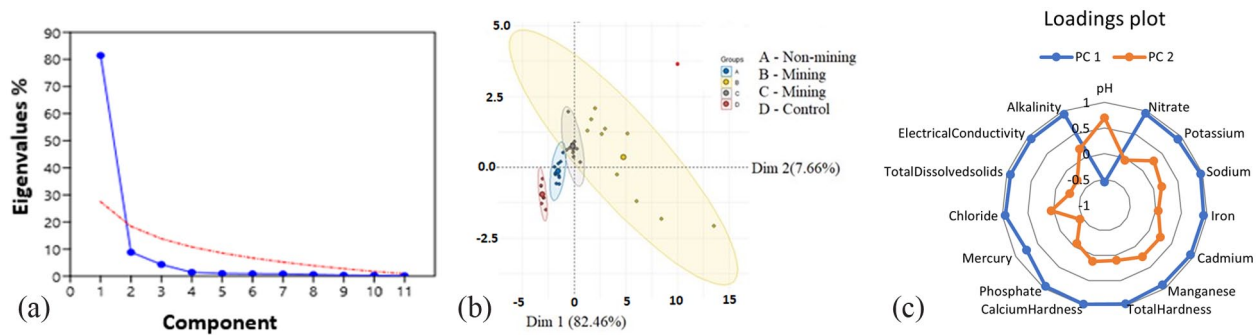 (a)
Eigenvalues %
90
80
70
60
50
40
30
20
10
0
0 1 2 3 4 5 6 7 8 9 10 11
Component
(b)
5.0
2.5
0.0
-2.5
-5 0 5 10 15
Dim 1 (82.46%)
Dim 2(7.66%)
Groups
A
B
C
D
A - Non-mining
B - Mining
C - Mining
D - Control
(c)
Loadings plot
PC 1 PC 2
pH
Nitrate
Potassium
Sodium
Iron
Cadmium
Manganese
TotalHardness
CalciumHardness
Phosphate
Mercury
Chloride
TotalDissolvedsolids
ElectricalConductivity
Alkalinity
1
0.5
0
-0.5
-1